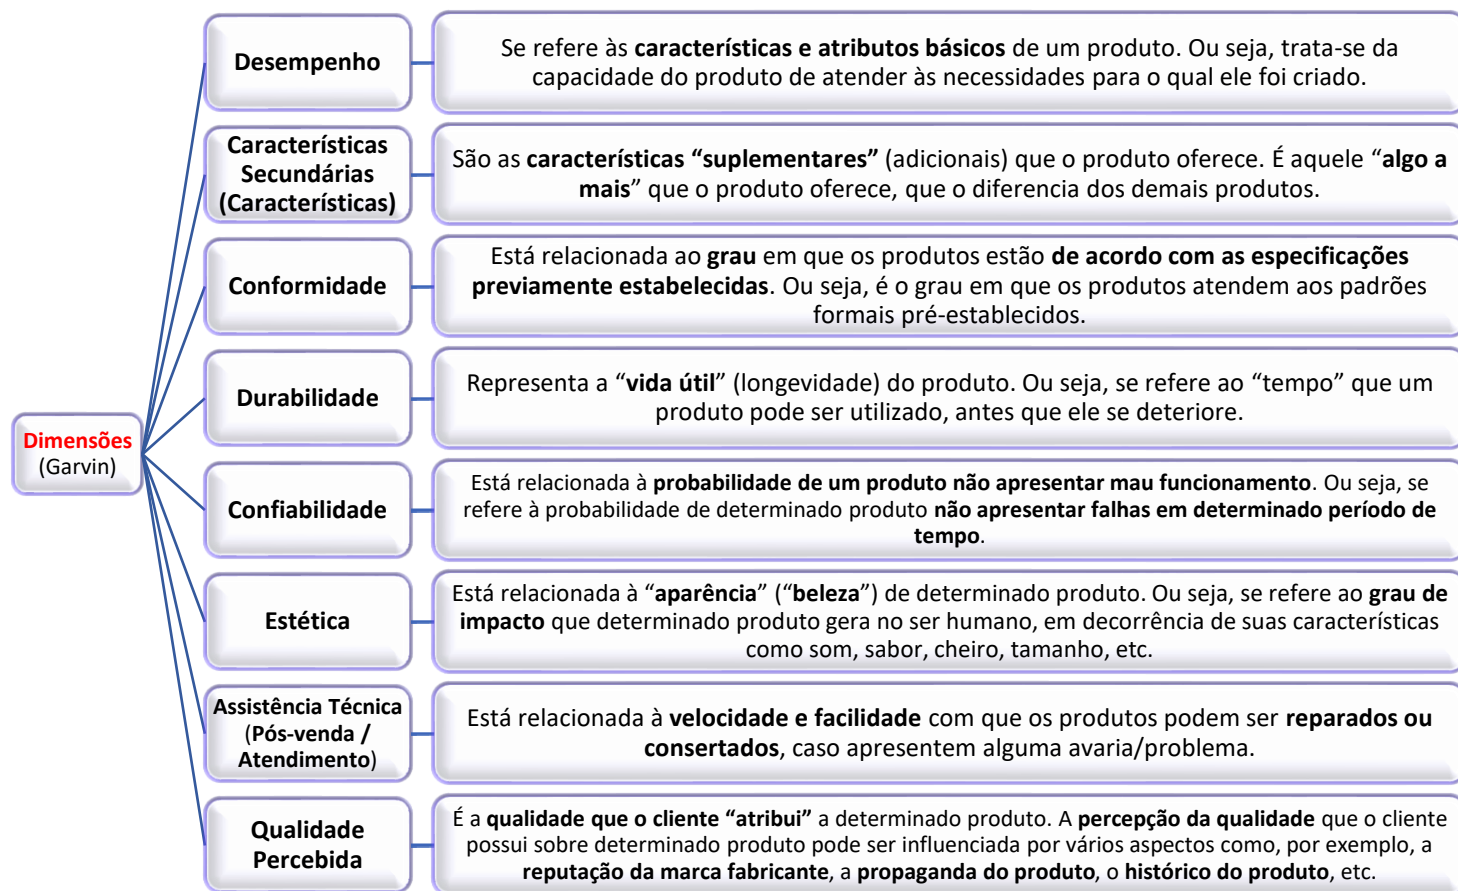 Dimensões
(Garvin)
Desempenho
Se refere às características e atributos básicos de um produto. Ou seja, trata-se da
capacidade do produto de atender às necessidades para o qual ele foi criado.
Características
Secundárias
(Características)
São as características “suplementares” (adicionais) que o produto oferece. É aquele “algo a
mais” que o produto oferece, que o diferencia dos demais produtos.
Conformidade
Está relacionada ao grau em que os produtos estão de acordo com as especificações
previamente estabelecidas. Ou seja, é o grau em que os produtos atendem aos padrões
formais pré-establecidos.
Durabilidade
Representa a “vida útil” (longevidade) do produto. Ou seja, se refere ao “tempo” que um
produto pode ser utilizado, antes que ele se deteriore.
Confiabilidade
Está relacionada à probabilidade de um produto não apresentar mau funcionamento. Ou seja, se
refere à probabilidade de determinado produto não apresentar falhas em determinado período de
tempo.
Estética
Está relacionada à “aparência” (“beleza”) de determinado produto. Ou seja, se refere ao grau de
impacto que determinado produto gera no ser humano, em decorrência de suas características
como som, sabor, cheiro, tamanho, etc.
Assistência Técnica
(Pós-venda /
Atendimento)
Está relacionada à velocidade e facilidade com que os produtos podem ser reparados ou
consertados, caso apresentem alguma avaria/problema.
Qualidade
Percebida
É a qualidade que o cliente “atribui” a determinado produto. A percepção da qualidade que o cliente
possui sobre determinado produto pode ser influenciada por vários aspectos como, por exemplo, a
reputação da marca fabricante, a propaganda do produto, o histórico do produto, etc.